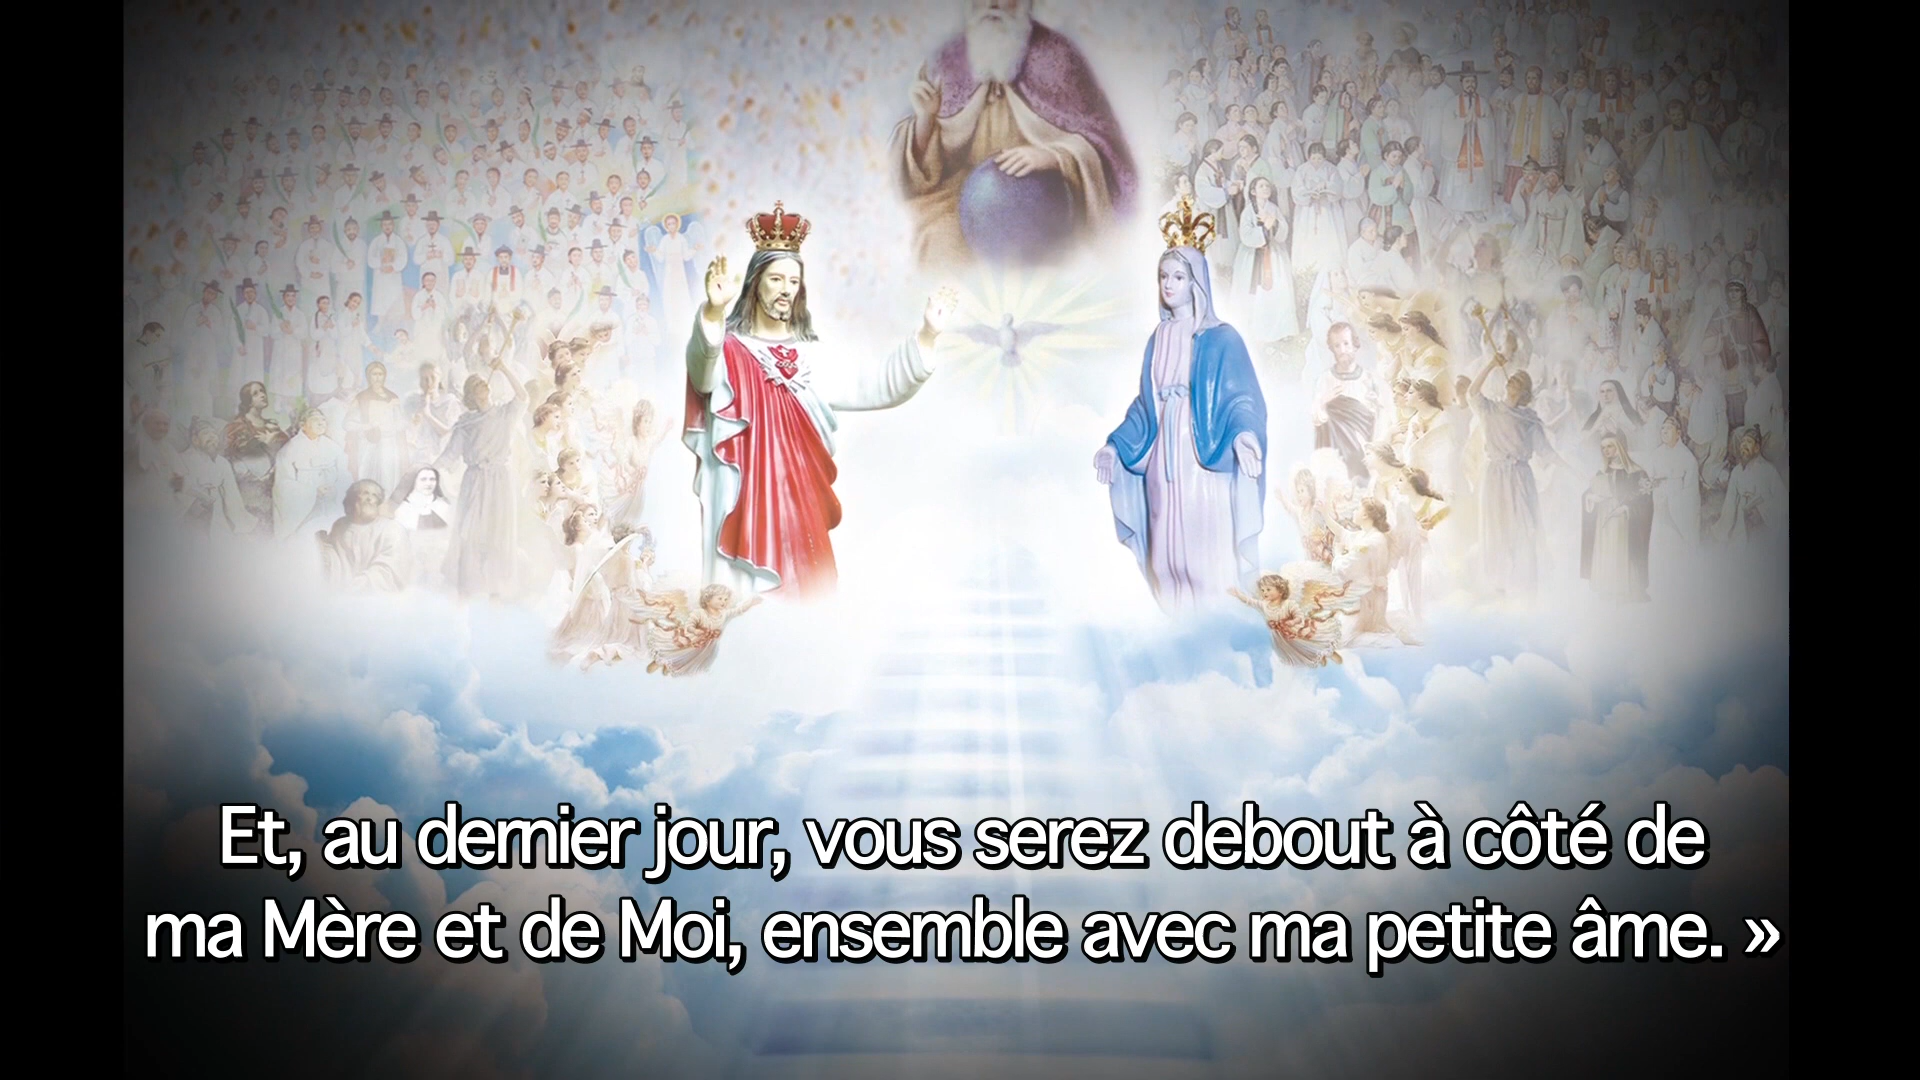 Et, au dernier jour, vous serez debout à côté de
ma Mère et de Moi, ensemble avec ma petite âme. »